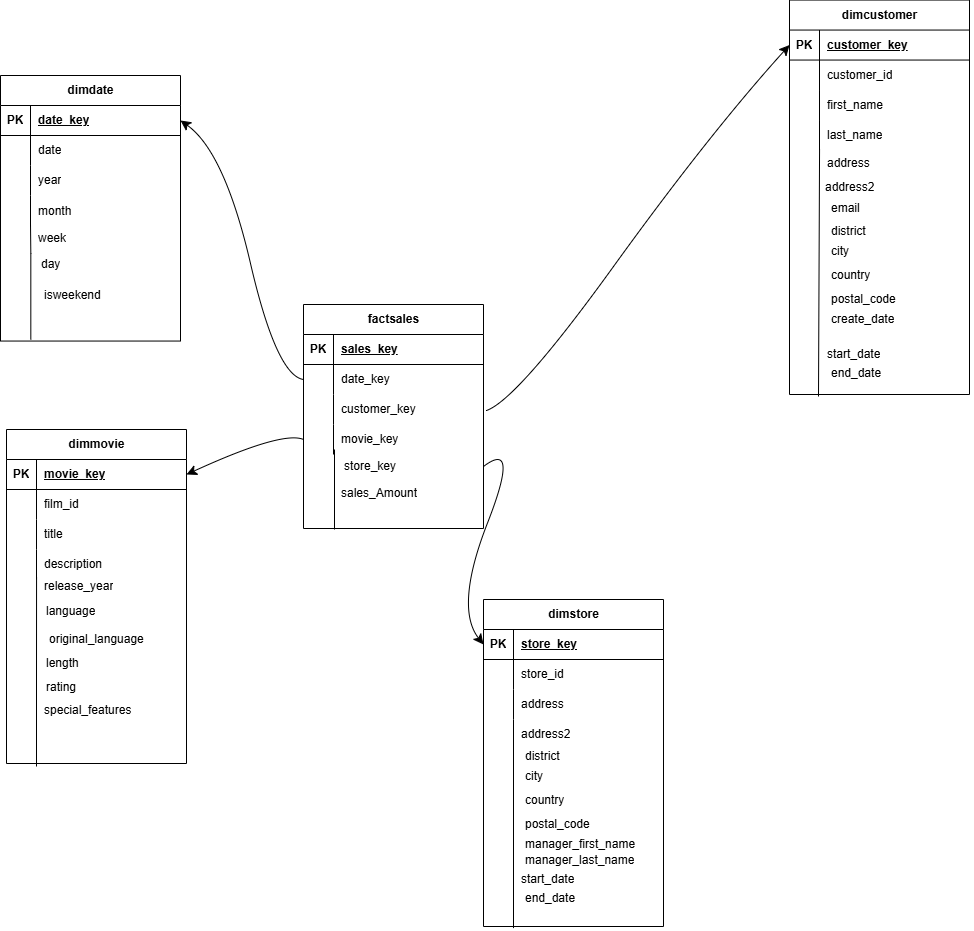 dimdate
PK date_key
date
year
month
week
day
isweekend
dimcustomer
PK customer_key
customer_id
first_name
last_name
address
address2
email
district
city
country
postal_code
create_date
start_date
end_date
factsales
PK sales_key
date_key
customer_key
movie_key
store_key
sales_Amount
dimmovie
PK movie_key
film_id
title
description
release_year
language
original_language
length
rating
special_features
dimstore
PK store_key
store_id
address
address2
district
city
country
postal_code
manager_first_name
manager_last_name
start_date
end_date